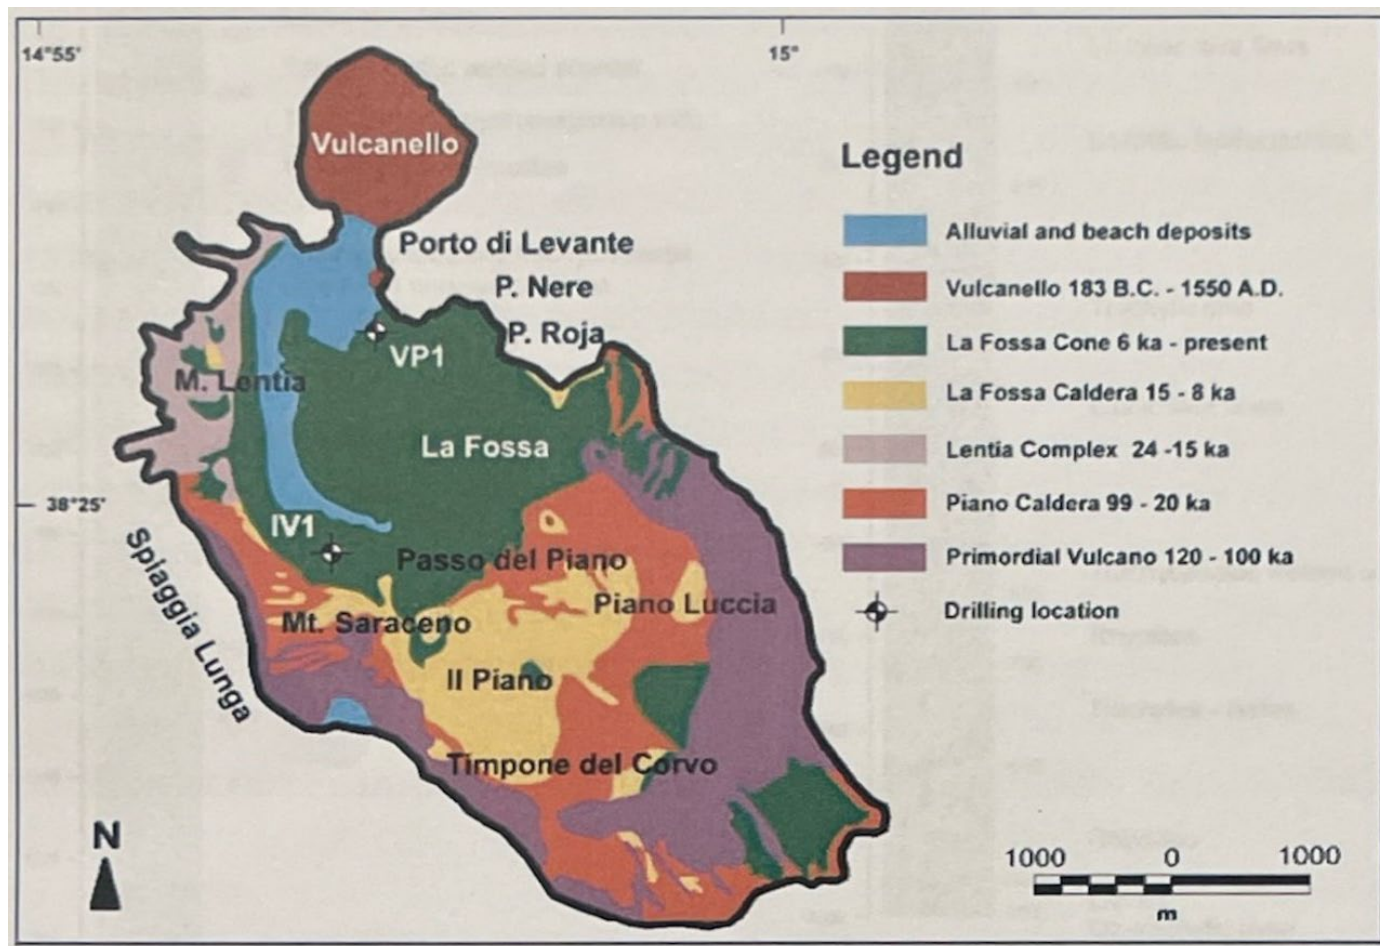 14°55'
15°
Vulcanello
Porto di Levante
P. Nere
P. Roja
VP1
M. Lentia
La Fossa
38°25'
IV1
Passo del Piano
Piano Luccia
Mt. Saraceno
Il Piano
Spiaggia Lunga
Timpone del Corvo
N
Legend
Alluvial and beach deposits
Vulcanello 183 B.C. - 1550 A.D.
La Fossa Cone 6 ka - present
La Fossa Caldera 15 - 8 ka
Lentia Complex 24 -15 ka
Piano Caldera 99 - 20 ka
Primordial Vulcano 120 - 100 ka
Drilling location
1000 0 1000
m